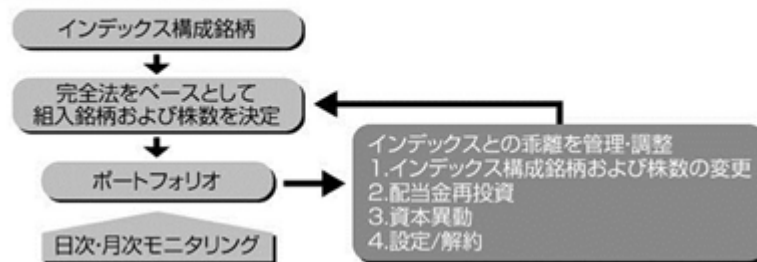 インデックス構成銘柄
完全法をベースとして
組入銘柄および株数を決定
ポートフォリオ
日次・月次モニタリング
インデックスとの乖離を管理・調整
1.インデックス構成銘柄および株数の変更
2.配当金再投資
3.資本異動
4.設定/解約